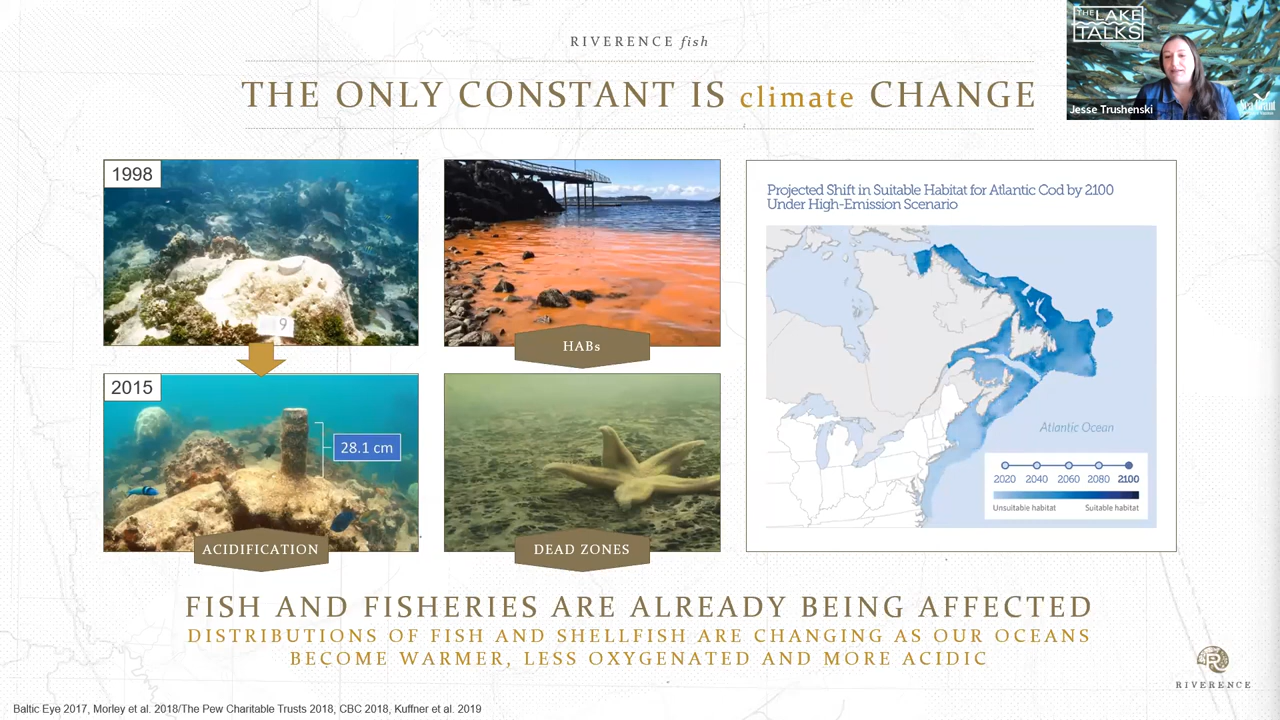 THE LAKE
TALKS
Jesse Trushenski
Sea Grant
RIVERENCE fish
THE ONLY CONSTANT IS climate CHANGE
1998
9
2015
28.1 cm
ACIDIFICATION
HABs
DEAD ZONES
Projected Shift in Suitable Habitat for Atlantic Cod by 2100
Under High-Emission Scenario
Atlantic Ocean
2020 2040 2060 2080 2100
Unsuitable habitat Suitable habitat
FISH AND FISHERIES ARE ALREADY BEING AFFECTED
DISTRIBUTIONS OF FISH AND SHELLFISH ARE CHANGING AS OUR OCEANS
BECOME WARMER, LESS OXYGENATED AND MORE ACIDIC
R
RIVERENCE
Baltic Eye 2017, Morley et al. 2018/The Pew Charitable Trusts 2018, CBC 2018, Kuffner et al. 2019